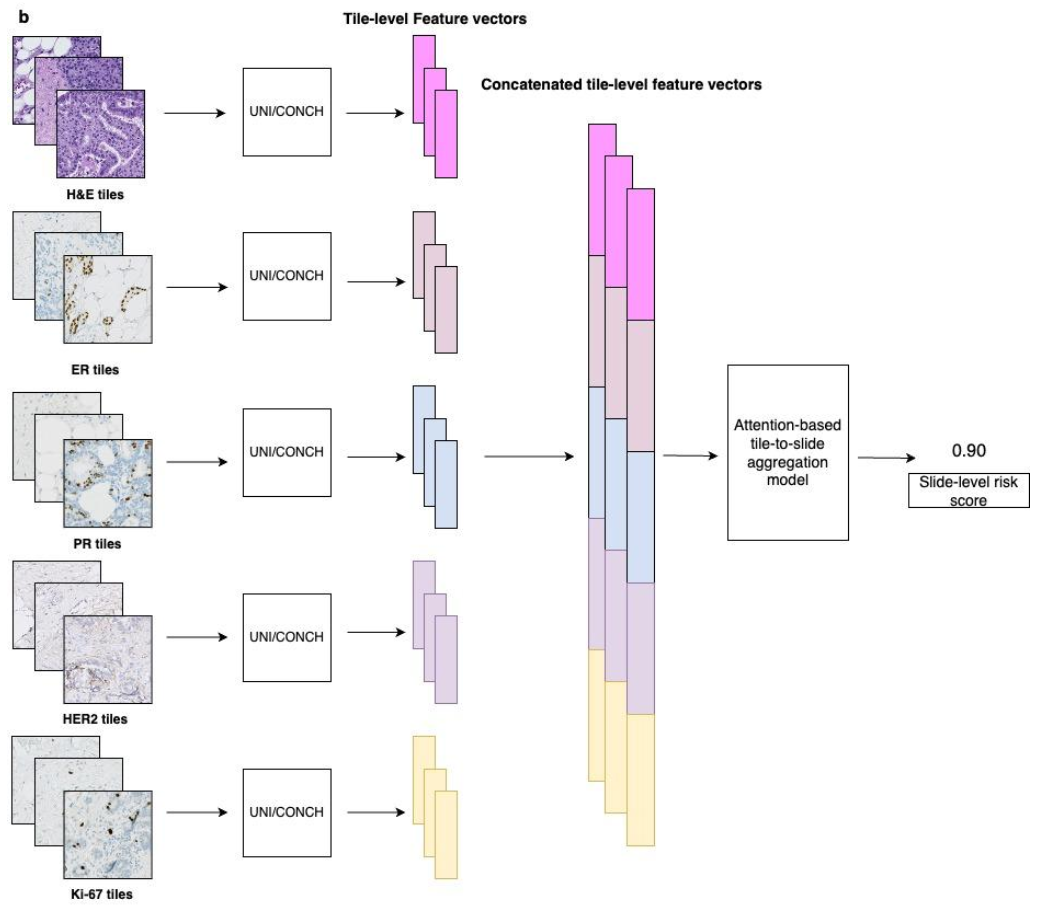 b
Tile-level Feature vectors
Concatenated tile-level feature vectors
UNI/CONCH
H&E tiles
UNI/CONCH
ER tiles
UNI/CONCH
PR tiles
Attention-based
tile-to-slide
aggregation
model
0.90
Slide-level risk
score
UNI/CONCH
HER2 tiles
UNI/CONCH
Ki-67 tiles